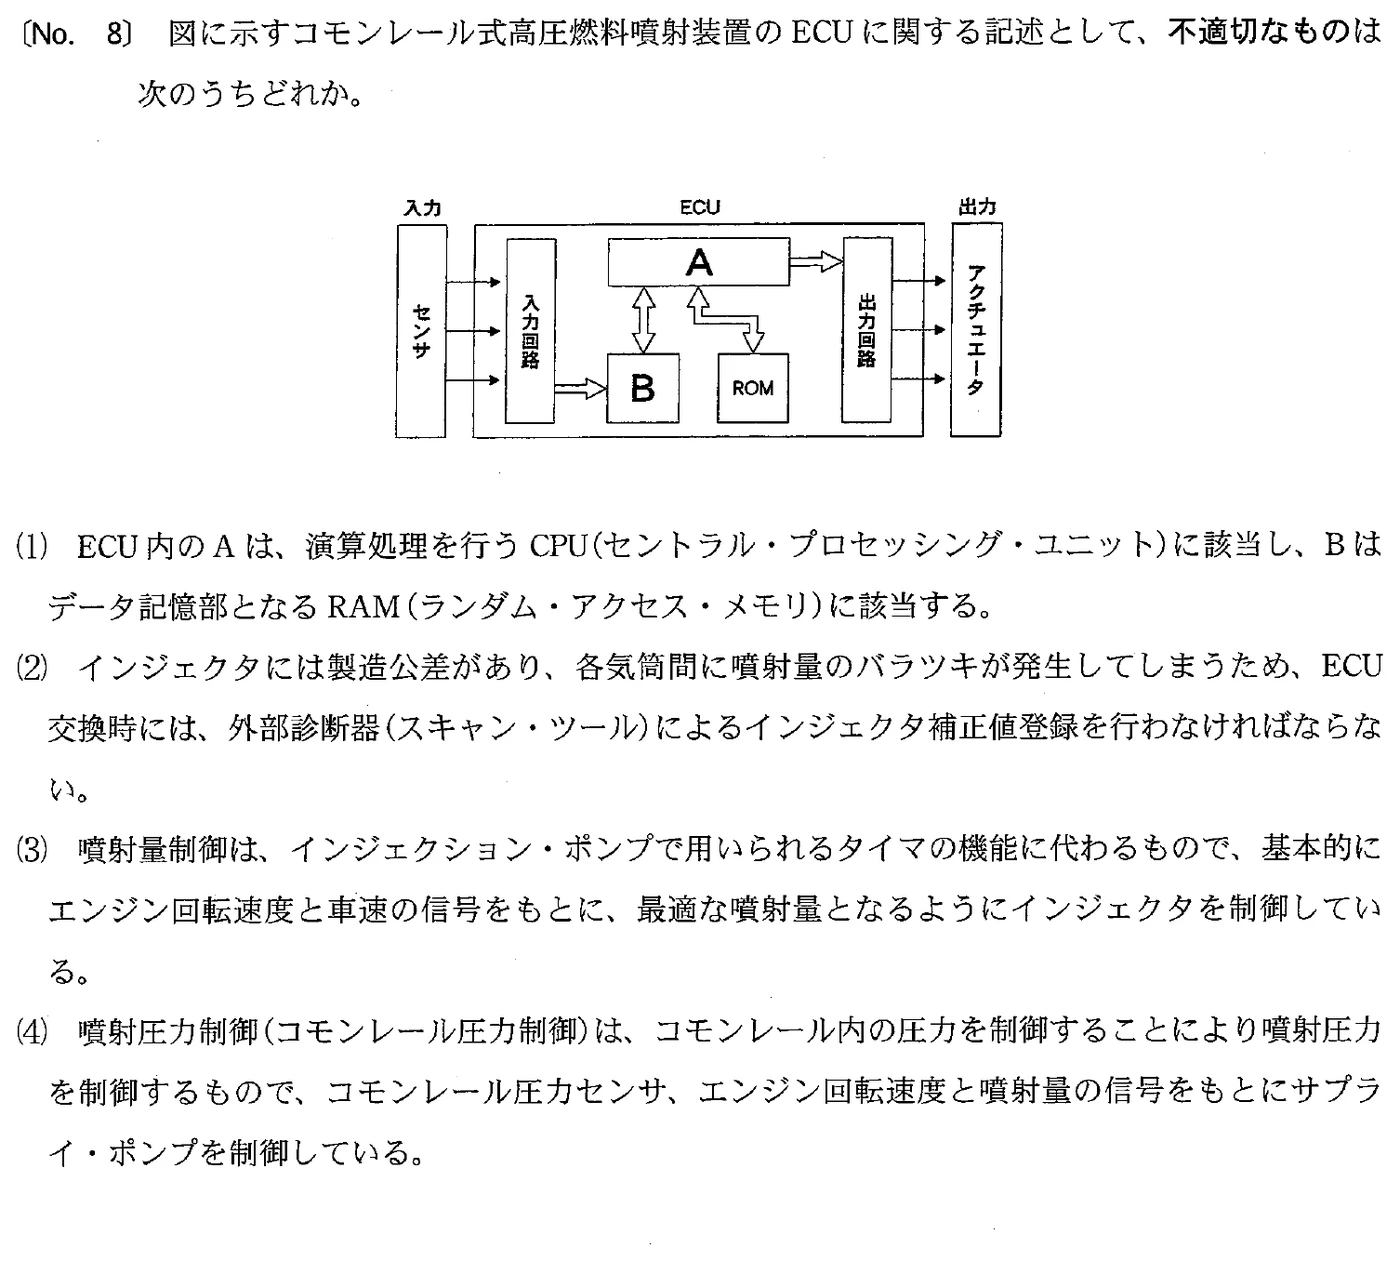 〔No. 8〕 図に示すコモンレール式高圧燃料噴射装置の ECU に関する記述として、不適切なものは
次のうちどれか。
入力 ECU 出力
センサ
入力回路
A
B
ROM
出力回路
アクチュエータ
(1) ECU 内の A は、演算処理を行う CPU(セントラル・プロセッシング・ユニット)に該当し、B は
データ記憶部となる RAM(ランダム・アクセス・メモリ)に該当する。
(2) インジェクタには製造公差があり、各気筒間に噴射量のバラツキが発生してしまうため、ECU
交換時には、外部診断器(スキャン・ツール)によるインジェクタ補正値登録を行わなければならな
い。
(3) 噴射量制御は、インジェクション・ポンプで用いられるタイマの機能に代わるもので、基本的に
エンジン回転速度と車速の信号をもとに、最適な噴射量となるようにインジェクタを制御してい
る。
(4) 噴射圧力制御(コモンレール圧力制御)は、コモンレール内の圧力を制御することにより噴射圧力
を制御するもので、コモンレール圧力センサ、エンジン回転速度と噴射量の信号をもとにサプラ
イ・ポンプを制御している。